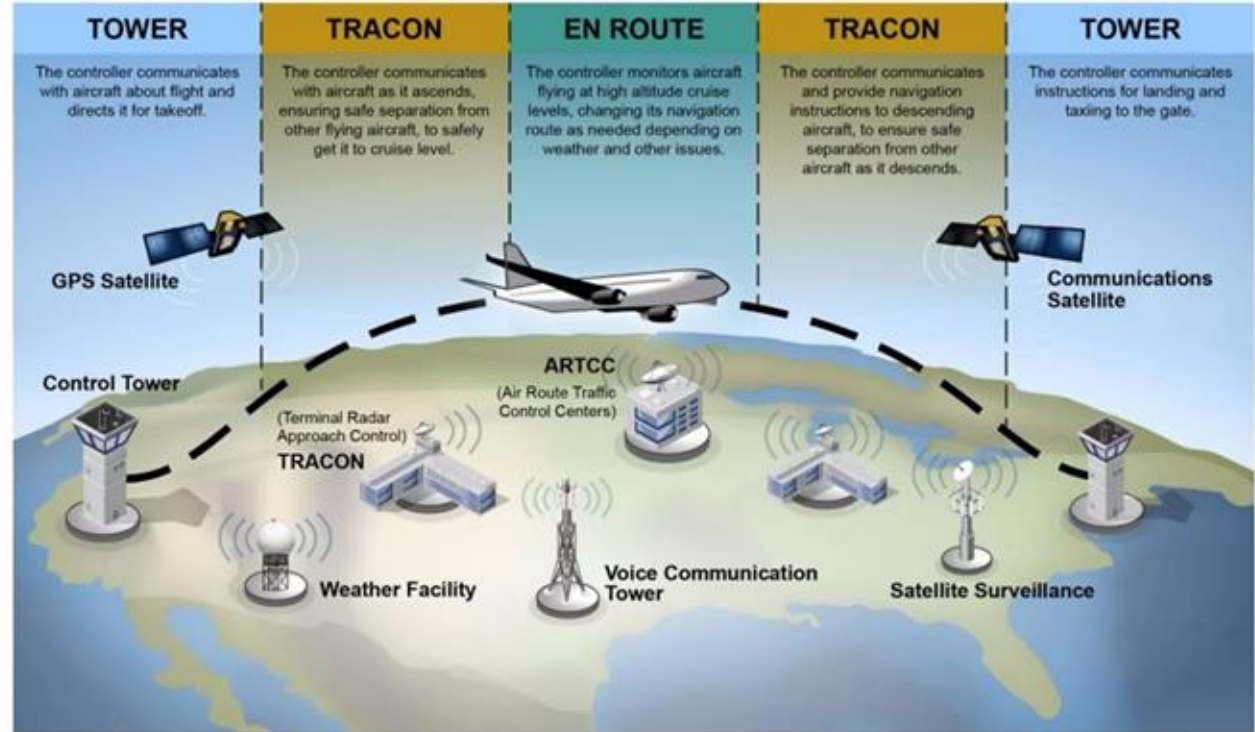 TOWER
TRACON
EN ROUTE
TRACON
TOWER
The controller communicates
with aircraft about flight and
directs it for takeoff.
The controller communicates
with aircraft as it ascends,
ensuring safe separation from
other flying aircraft, to safely
get it to cruise level.
The controller monitors aircraft
flying at high altitude cruise
levels, changing its navigation
route as needed depending on
weather and other issues.
The controller communicates
and provide navigation
instructions to descending
aircraft, to ensure safe
separation from other
aircraft as it descends.
The controller communicates
instructions for landing and
taxiing to the gate.
GPS Satellite
Communications
Satellite
Control Tower
ARTCC
(Air Route Traffic
Control Centers)
(Terminal Radar
Approach Control)
TRACON
Weather Facility
Voice Communication
Tower
Satellite Surveillance